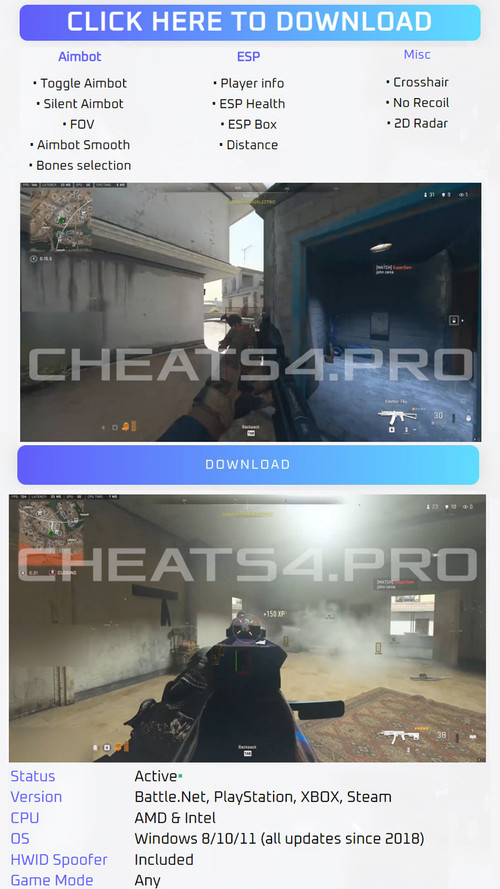 CLICK HERE TO DOWNLOAD
Aimbot
• Toggle Aimbot
• Silent Aimbot
• FOV
• Aimbot Smooth
• Bones selection
ESP
• Player info
• ESP Health
• ESP Box
• Distance
Misc
• Crosshair
• No Recoil
• 2D Radar
CHEATS4.PRO
Backpack
30
DOWNLOAD
CHEATS4.PRO
CLOSING
+150 XP
Backpack
38
Status Active
Version Battle.Net, PlayStation, XBOX, Steam
CPU AMD & Intel
OS Windows 8/10/11 (all updates since 2018)
HWID Spoofer Included
Game Mode Any